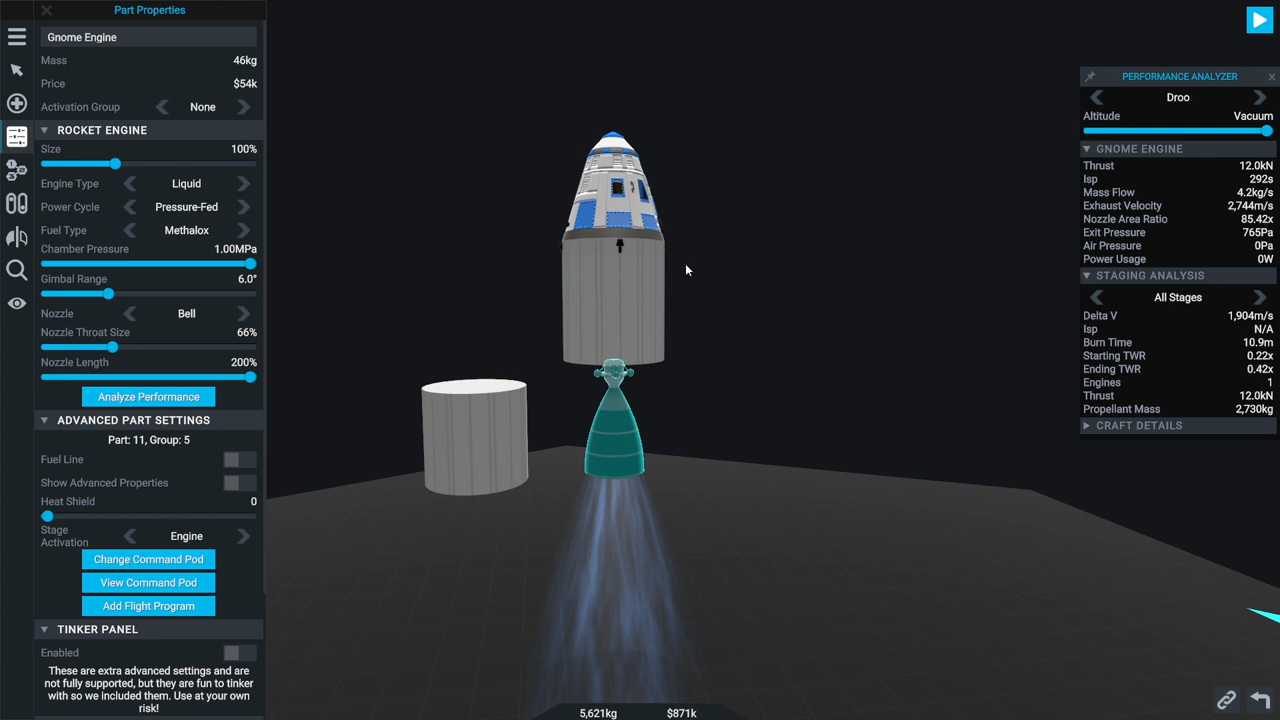 Part Properties
Gnome Engine
Mass 46kg
Price $54k
Activation Group None
ROCKET ENGINE
Size 100%
Engine Type Liquid
Power Cycle Pressure-Fed
Fuel Type Methalox
Chamber Pressure 1.00MPa
Gimbal Range 6.0°
Nozzle Bell
Nozzle Throat Size 66%
Nozzle Length 200%
Analyze Performance
ADVANCED PART SETTINGS
Part: 11, Group: 5
Fuel Line
Show Advanced Properties
Heat Shield 0
Stage
Activation Engine
Change Command Pod
View Command Pod
Add Flight Program
TINKER PANEL
Enabled
These are extra advanced settings and are
not fully supported, but they are fun to tinker
with so we included them. Use at your own
risk!
5,621kg $871k
PERFORMANCE ANALYZER
Droo
Altitude Vacuum
GNOME ENGINE
Thrust 12.0kN
Isp 292s
Mass Flow 4.2kg/s
Exhaust Velocity 2,744m/s
Nozzle Area Ratio 85.42x
Exit Pressure 765Pa
Air Pressure 0Pa
Power Usage 0W
STAGING ANALYSIS
All Stages
Delta V 1,904m/s
Isp N/A
Burn Time 10.9m
Starting TWR 0.22x
Ending TWR 0.42x
Engines 1
Thrust 12.0kN
Propellant Mass 2,730kg
CRAFT DETAILS